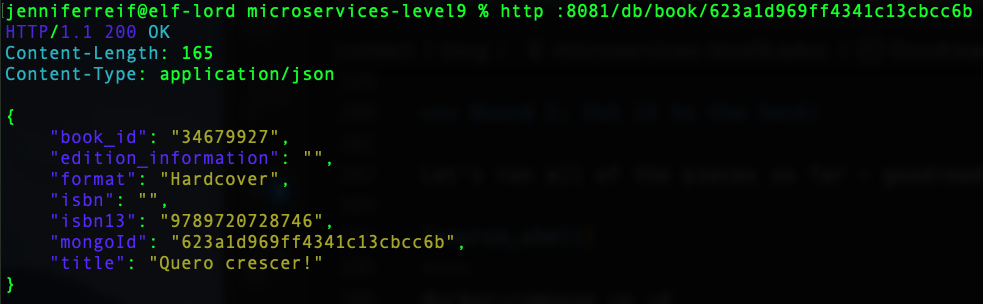 jenniferreif@elf-lord microservices-level9 % http :8081/db/book/623a1d969ff4341c13cbcc6b
HTTP/1.1 200 OK
Content-Length: 165
Content-Type: application/json
{
    "book_id": "34679927",
    "edition_information": "",
    "format": "Hardcover",
    "isbn": "",
    "isbn13": "9789720728746",
    "mongoId": "623a1d969ff4341c13cbcc6b",
    "title": "Quero crescer!"
}